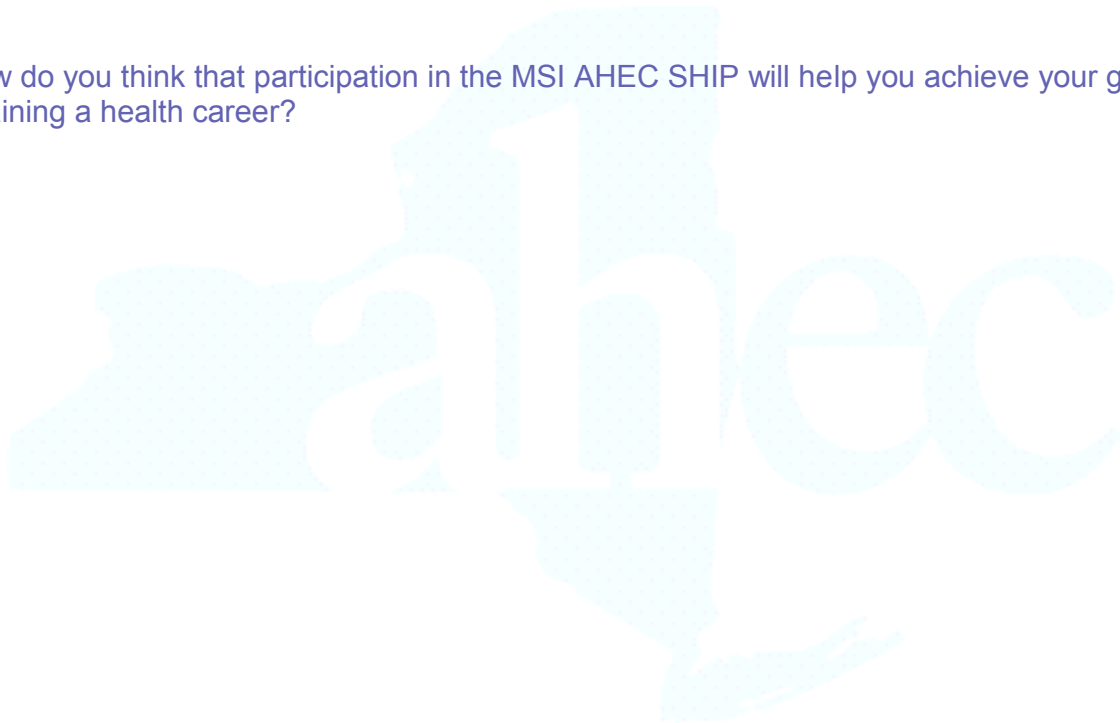 w do you think that participation in the MSI AHEC SHIP will help you achieve your g
ining a health career?
ahec